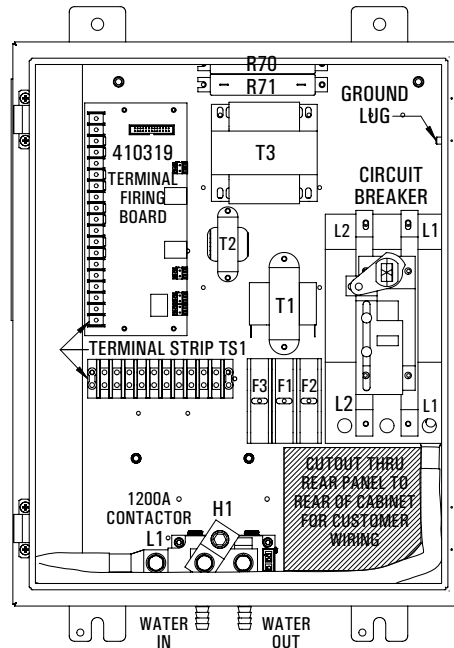 R70
R71
GROUND
LUG
410319
TERMINAL
FIRING
BOARD
T3
CIRCUIT
BREAKER
L2
L1
T2
T1
TERMINAL STRIP TS1
F3
F1
F2
L2
L1
1200A
CONTACTOR
L1
H1
CUTOUT THRU
REAR PANEL TO
REAR OF CABINET
FOR CUSTOMER
WIRING
WATER
IN
WATER
OUT